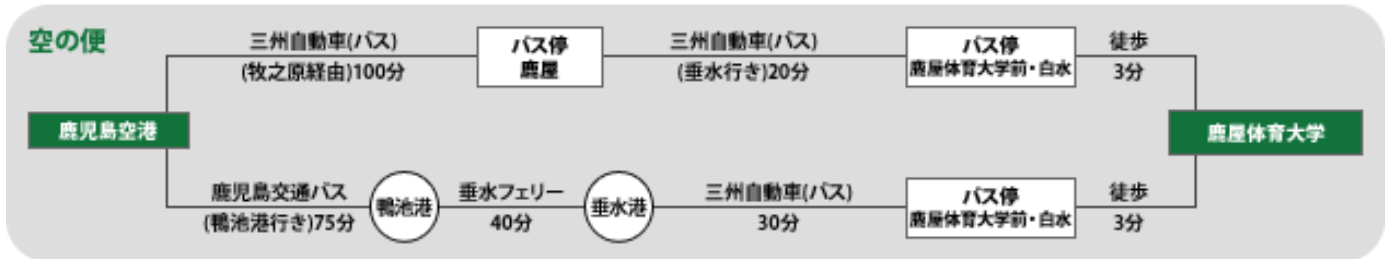 空の便
三州自動車(バス)
(牧之原経由)100分
バス停
鹿屋
三州自動車(バス)
(垂水行き)20分
バス停
鹿屋体育大学前・白水
徒歩
3分
鹿児島空港
鹿屋体育大学
鹿児島交通バス
(鴨池港行き)75分
鴨池港
垂水フェリー
40分
垂水港
三州自動車(バス)
30分
バス停
鹿屋体育大学前・白水
徒歩
3分